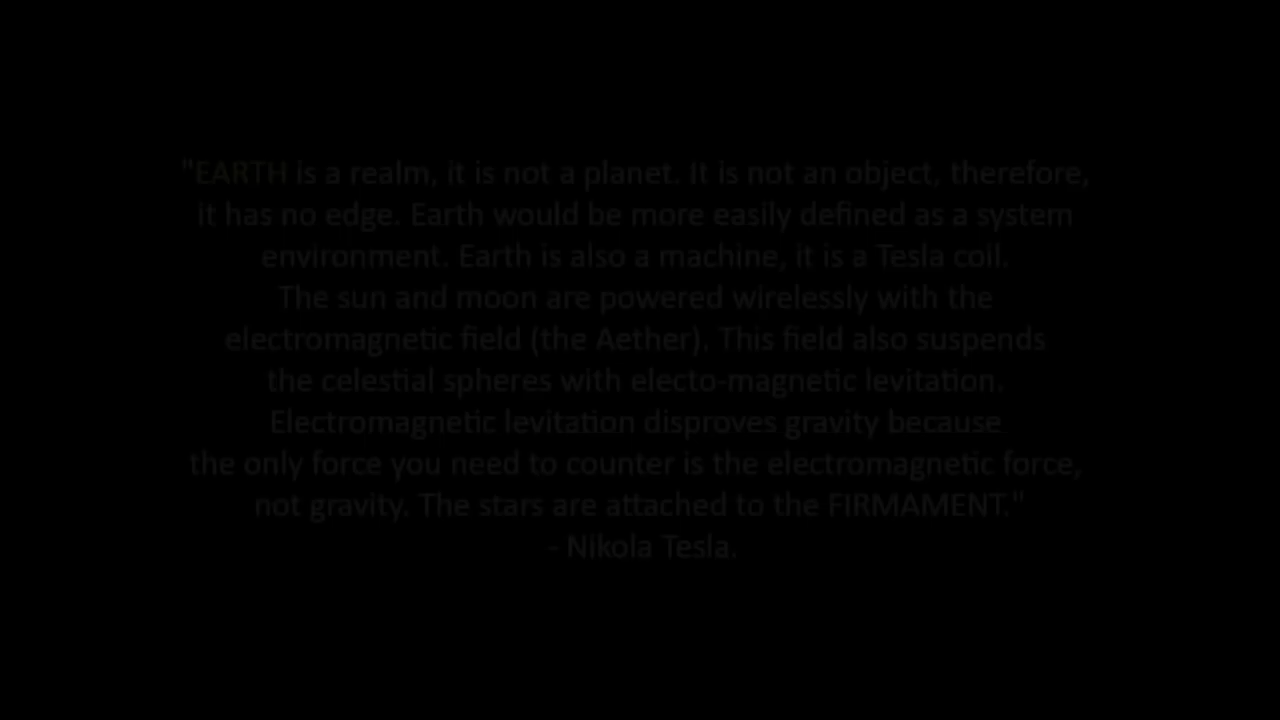 "EARTH is a realm, it is not a planet. It is not an object, therefore,
it has no edge. Earth would be more easily defined as a system
environment. Earth is also a machine, it is a Tesla coil.
The sun and moon are powered wirelessly with the
electromagnetic field (the Aether). This field also suspends
the celestial spheres with electo-magnetic levitation.
Electromagnetic levitation disproves gravity because
the only force you need to counter is the electromagnetic force,
not gravity. The stars are attached to the FIRMAMENT."
- Nikola Tesla.